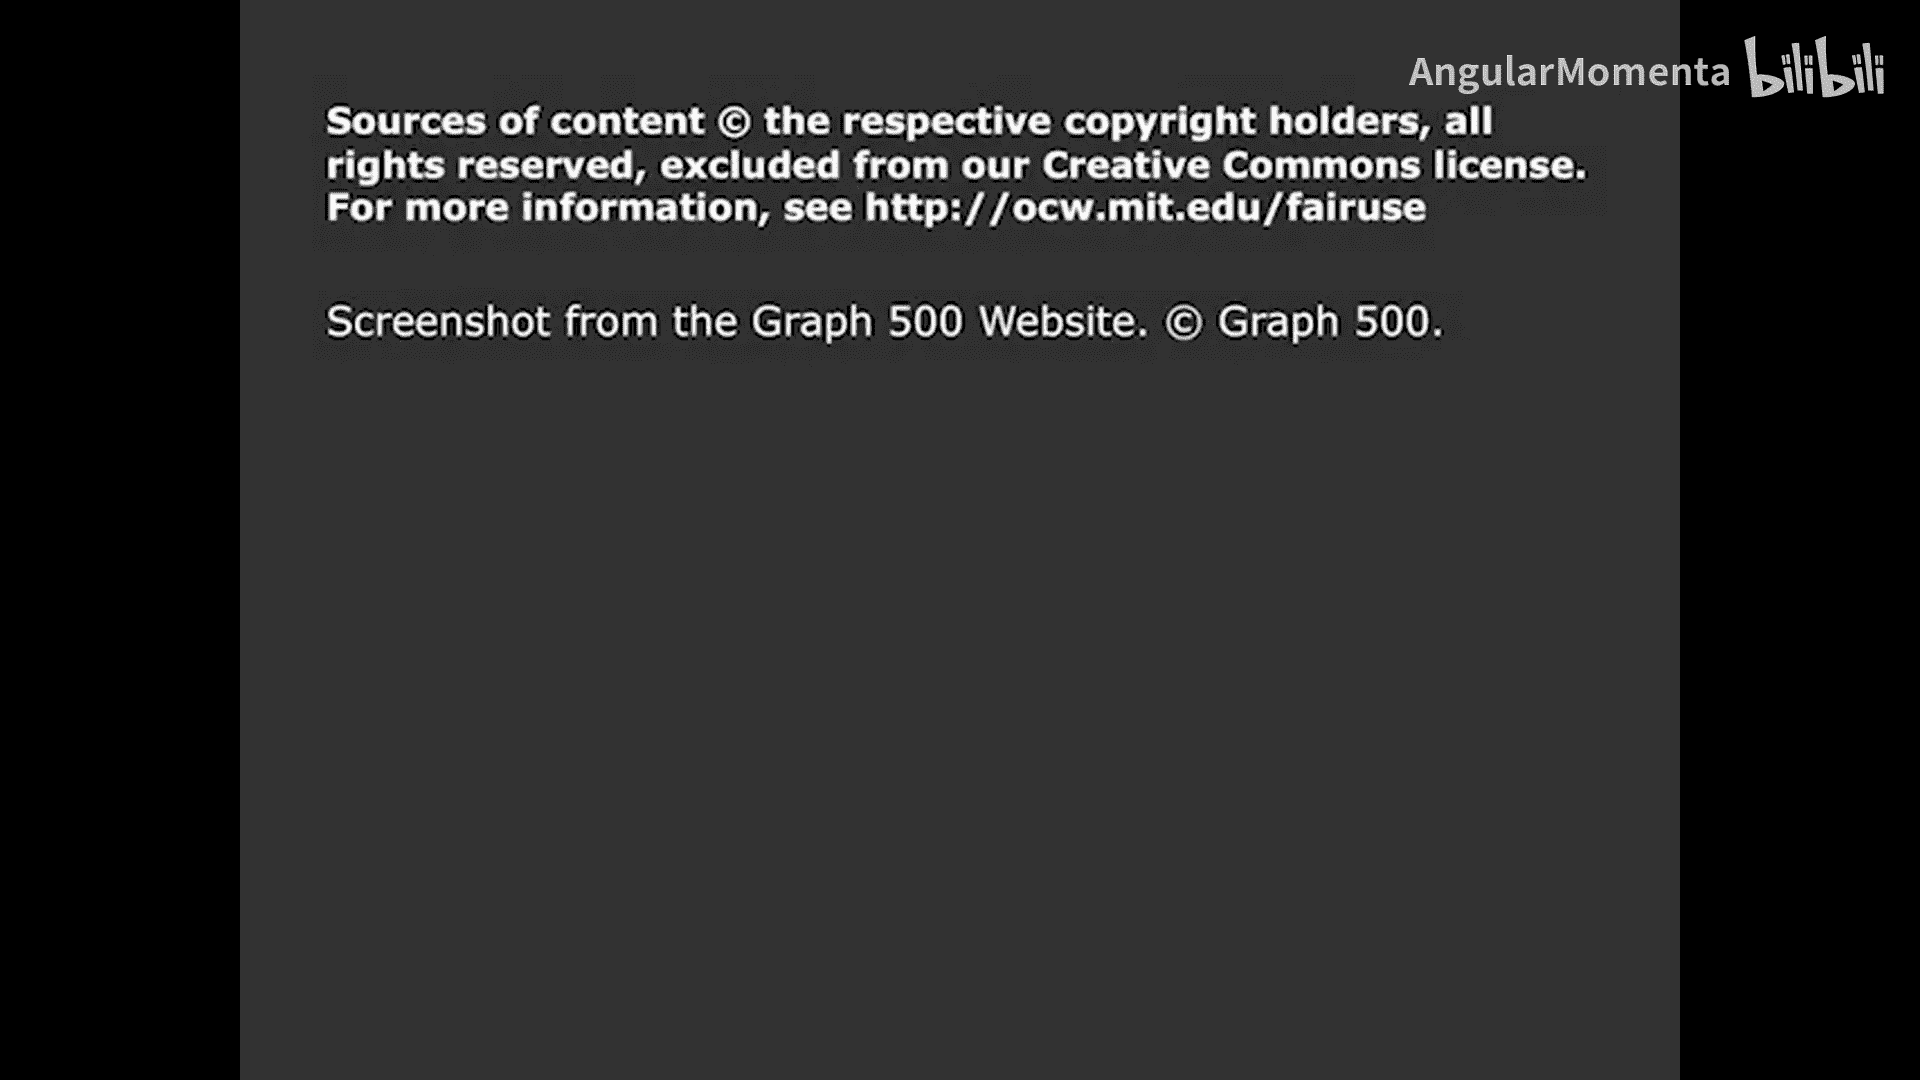 AngularMomenta bilibili
Sources of content © the respective copyright holders, all
rights reserved, excluded from our Creative Commons license.
For more information, see http://ocw.mit.edu/fairuse
Screenshot from the Graph 500 Website. © Graph 500.